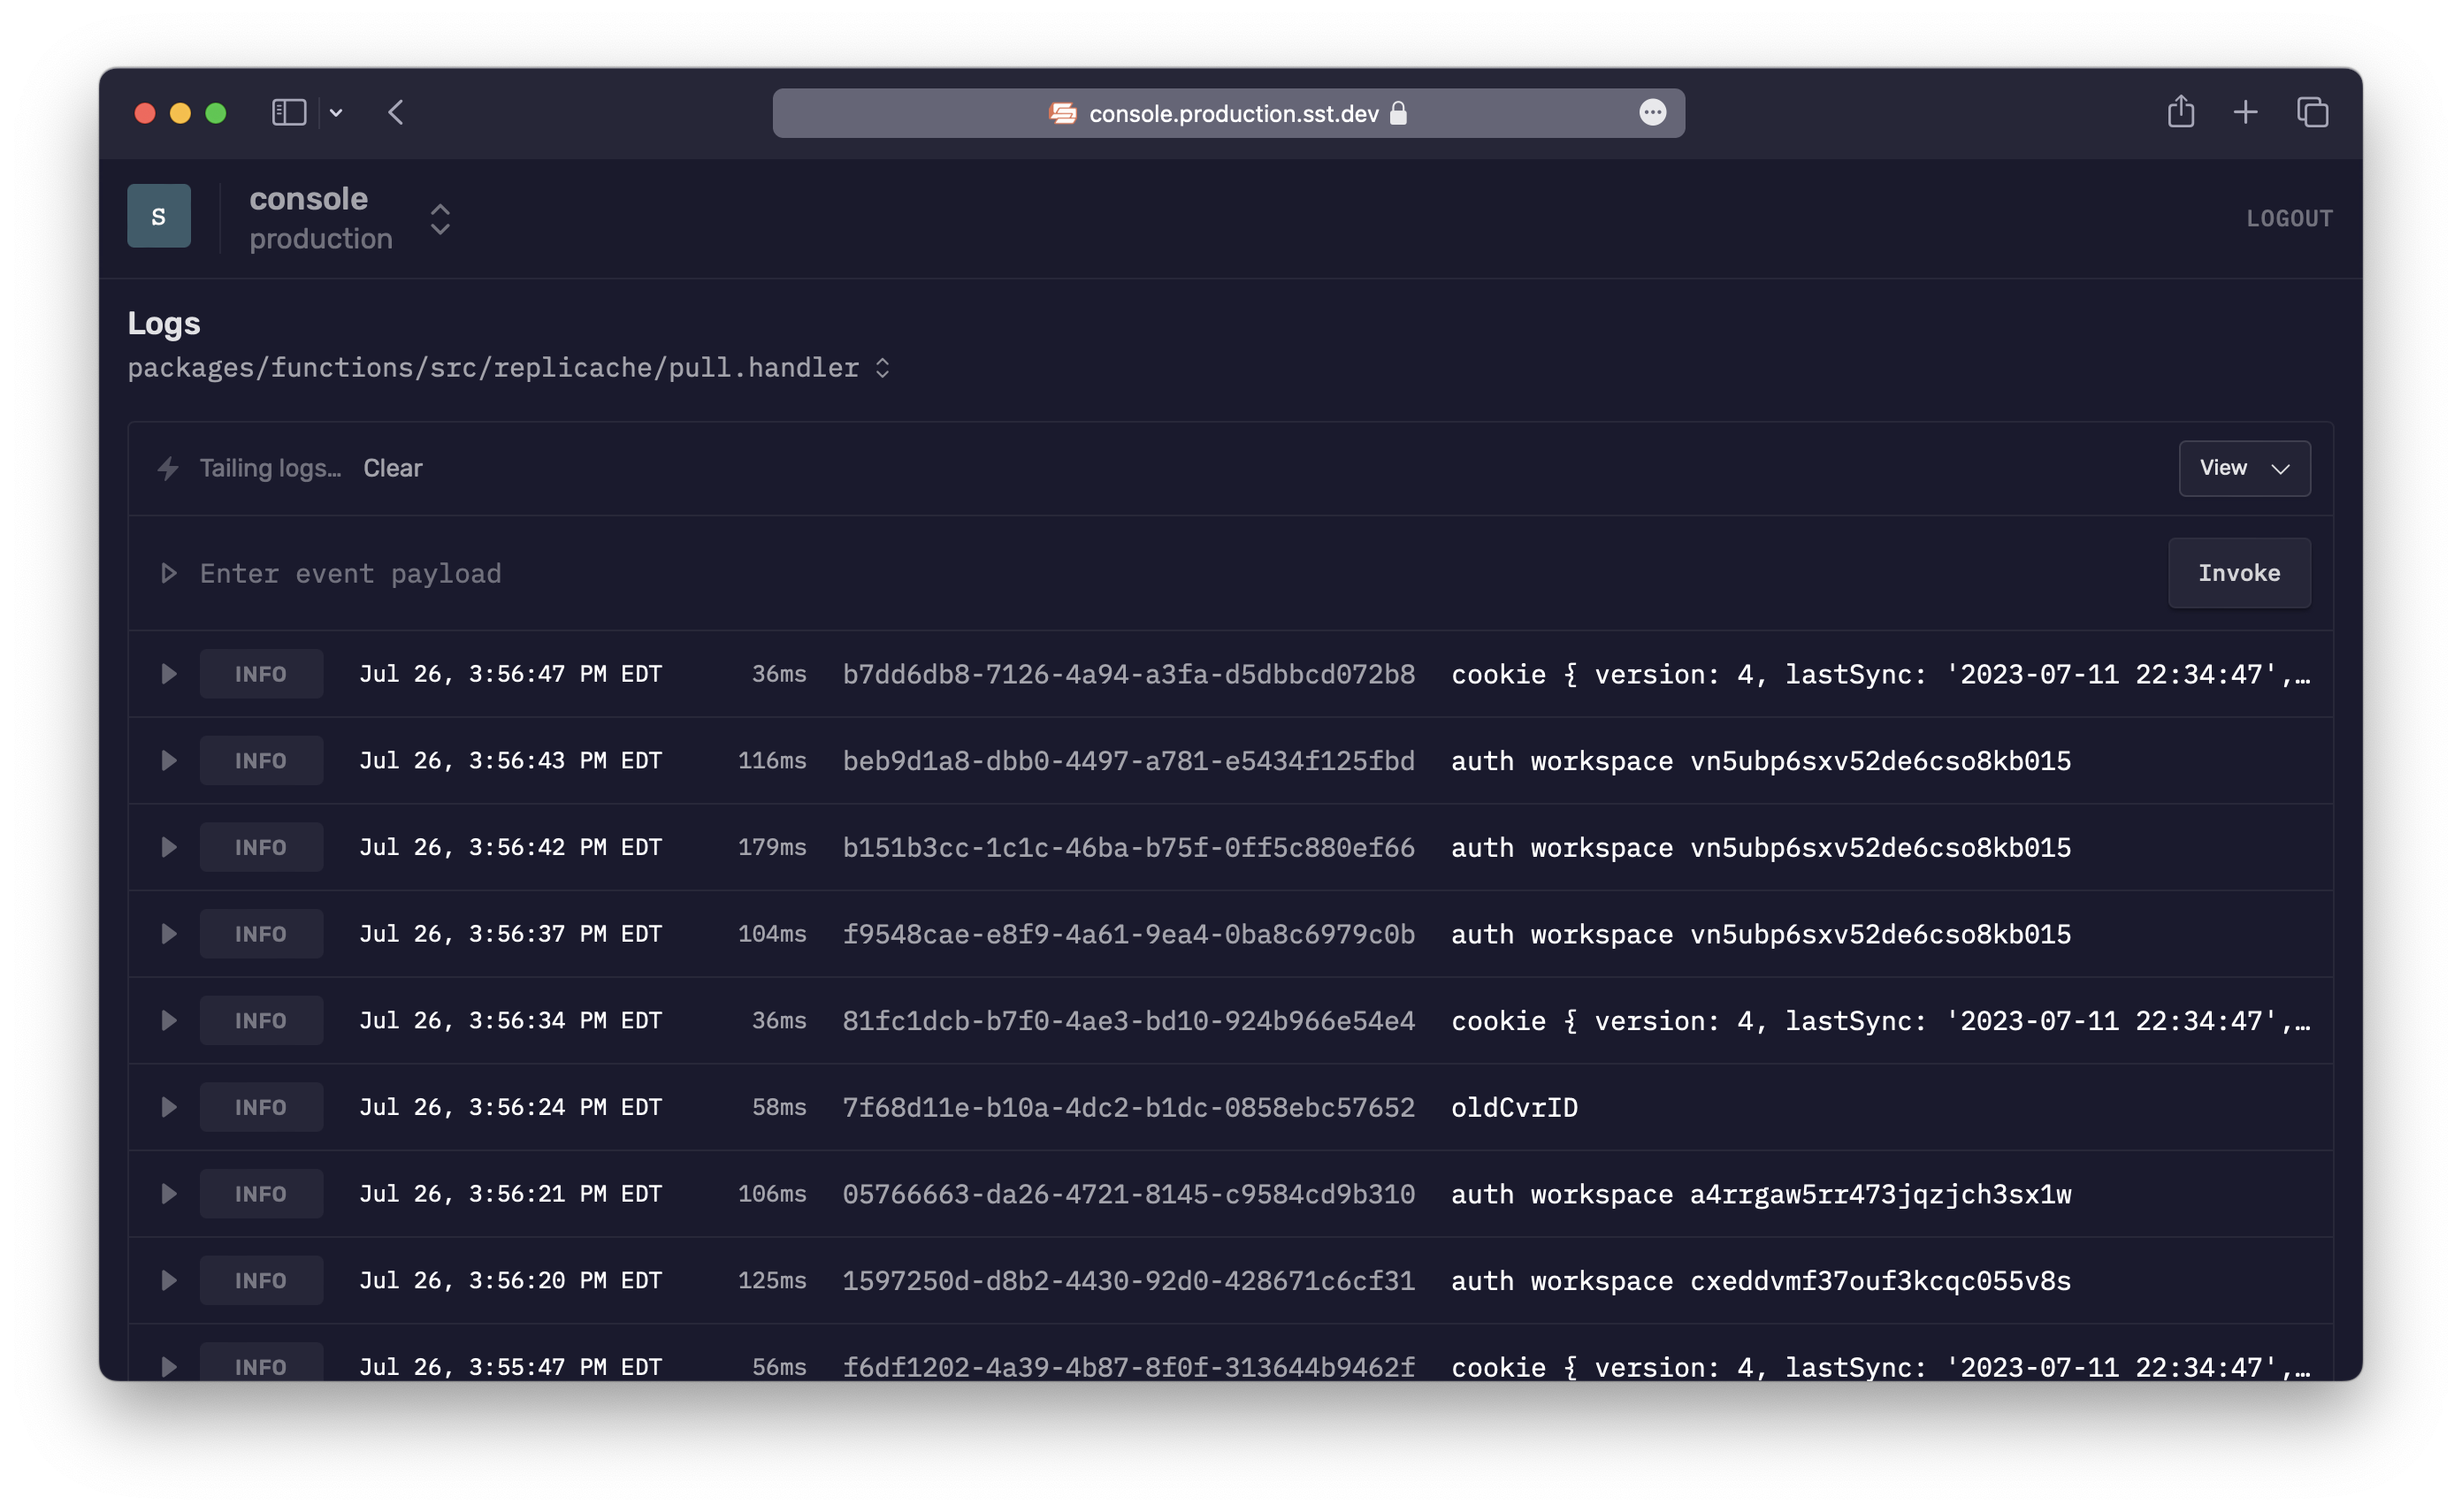 console.production.sst.dev
S
console
production
LOGOUT
Logs
packages/functions/src/replicache/pull.handler
Tailing logs… Clear View
Enter event payload Invoke
INFO Jul 26, 3:56:47 PM EDT 36ms b7dd6db8-7126-4a94-a3fa-d5dbbcd072b8 cookie { version: 4, lastSync: '2023-07-11 22:34:47',…
INFO Jul 26, 3:56:43 PM EDT 116ms beb9d1a8-dbb0-4497-a781-e5434f125fbd auth workspace vn5ubp6sxv52de6cso8kb015
INFO Jul 26, 3:56:42 PM EDT 179ms b151b3cc-1c1c-46ba-b75f-0ff5c880ef66 auth workspace vn5ubp6sxv52de6cso8kb015
INFO Jul 26, 3:56:37 PM EDT 104ms f9548cae-e8f9-4a61-9ea4-0ba8c6979c0b auth workspace vn5ubp6sxv52de6cso8kb015
INFO Jul 26, 3:56:34 PM EDT 36ms 81fc1dcb-b7f0-4ae3-bd10-924b966e54e4 cookie { version: 4, lastSync: '2023-07-11 22:34:47',…
INFO Jul 26, 3:56:24 PM EDT 58ms 7f68d11e-b10a-4dc2-b1dc-0858ebc57652 oldCvrID
INFO Jul 26, 3:56:21 PM EDT 106ms 05766663-da26-4721-8145-c9584cd9b310 auth workspace a4rrgaw5rr473jqzjch3sx1w
INFO Jul 26, 3:56:20 PM EDT 125ms 1597250d-d8b2-4430-92d0-428671c6cf31 auth workspace cxeddvmf37ouf3kcqc055v8s
INFO Jul 26, 3:55:47 PM EDT 56ms f6df1202-4a39-4b87-8f0f-313644b9462f cookie { version: 4, lastSync: '2023-07-11 22:34:47',…